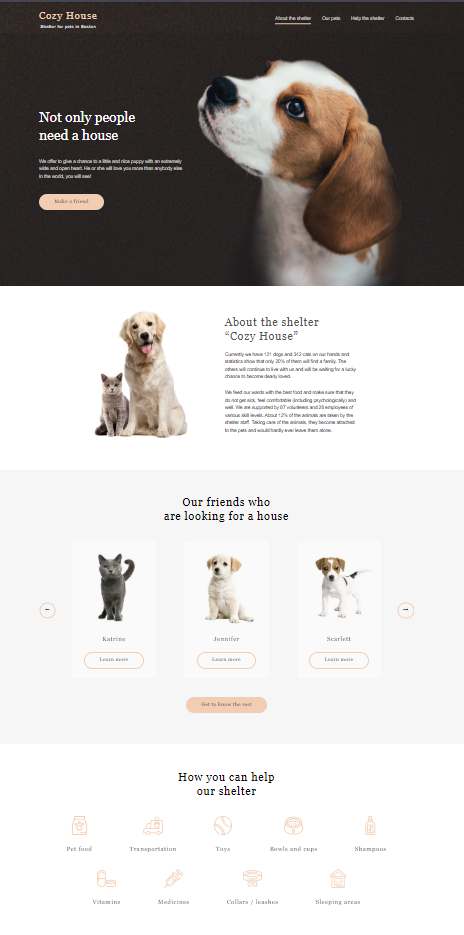 Cozy House
Shelter for pets in Boston
About the shelter
Our pets
Help the shelter
Contacts
Not only people
need a house
We offer to give a chance to a little and nice puppy with an extremely
wide and open heart. He or she will love you more than anybody else
in the world, you will see!
Make a friend
About the shelter
“Cozy House”
Currently we have 121 dogs and 342 cats on our hands and
statistics show that only 20% of them will find a family. The
others will continue to live with us and will be waiting for a lucky
chance to become dearly loved.
We feed our wards with the best food and make sure that they
do not get sick, feel comfortable (including psychologically) and
well. We are supported by 87 volunteers and 28 employees of
various skill levels. About 12% of the animals are taken by the
shelter staff. Taking care of the animals, they become attached
to the pets and would hardly ever leave them alone.
Our friends who
are looking for a house
←
→
Katrine
Jennifer
Scarlett
Learn more
Learn more
Learn more
Get to know the rest
How you can help
our shelter
Pet food
Transportation
Toys
Bowls and cups
Shampoos
Vitamins
Medicines
Collars / leashes
Sleeping areas